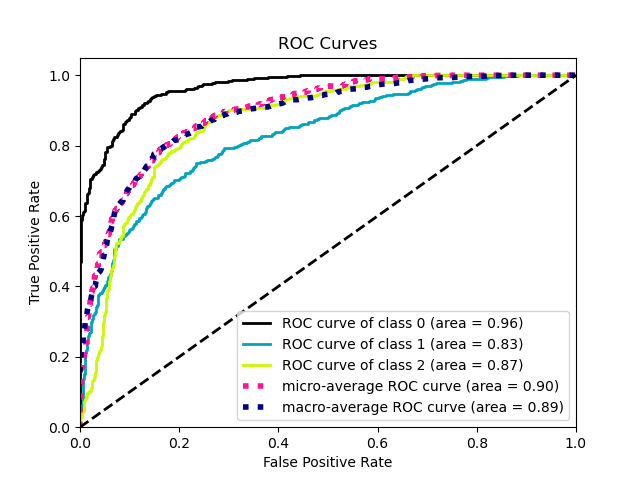 ROC Curves
True Positive Rate
1.0
0.8
0.6
0.4
0.2
0.0
ROC curve of class 0 (area = 0.96)
ROC curve of class 1 (area = 0.83)
ROC curve of class 2 (area = 0.87)
micro-average ROC curve (area = 0.90)
macro-average ROC curve (area = 0.89)
0.0 0.2 0.4 0.6 0.8 1.0
False Positive Rate